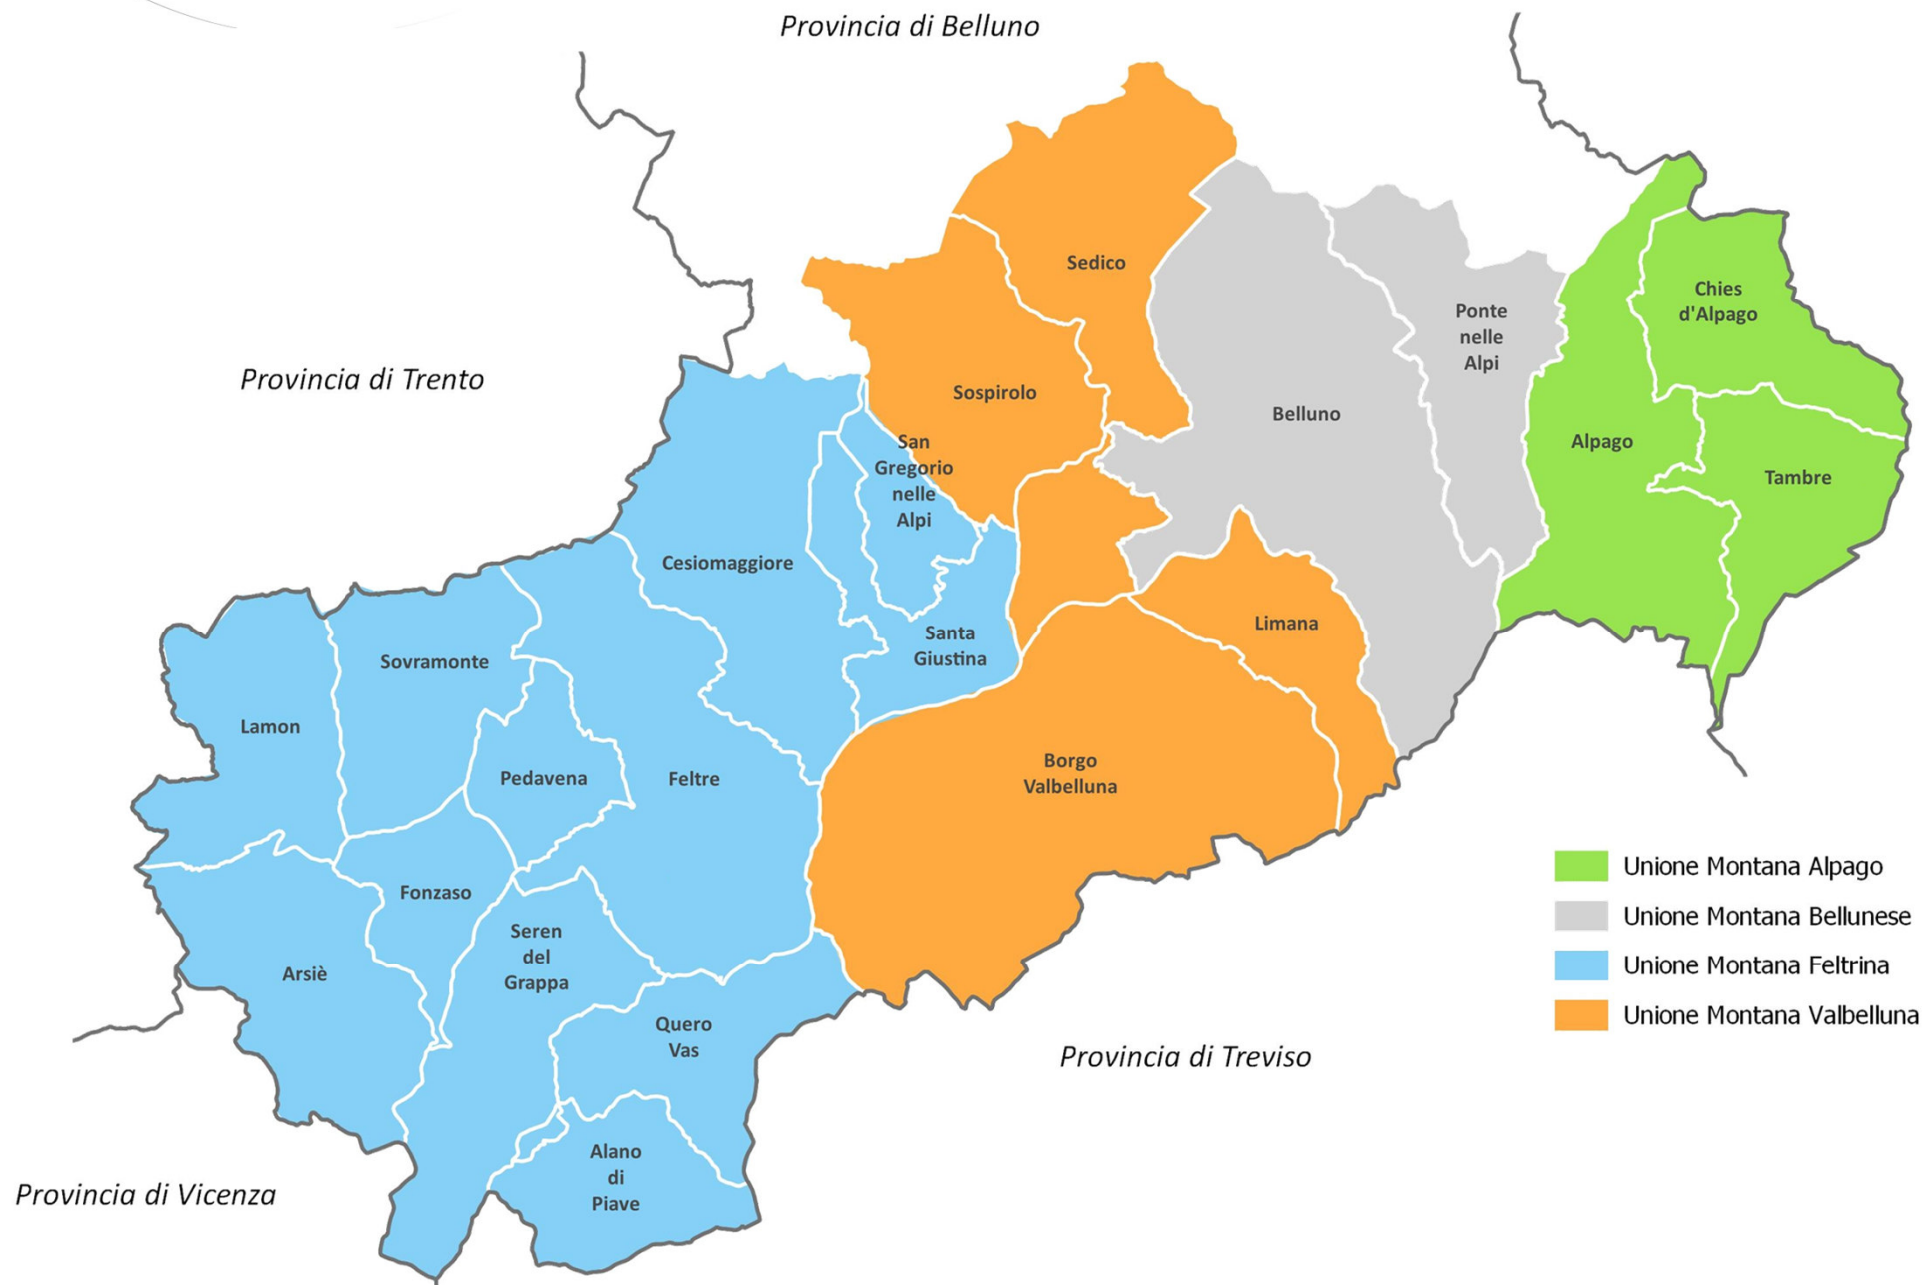 Provincia di Belluno
Sedico
Chies
d'Alpago
Ponte
nelle
Alpi
Provincia di Trento
Sospirolo
Belluno
San
Gregorio
nelle
Alpi
Alpago
Tambre
Cesiomaggiore
Santa
Giustina
Limana
Sovramonte
Lamon
Pedavena
Feltre
Borgo
Valbelluna
Fonzaso
Seren
del
Grappa
Arsiè
Quero
Vas
Alano
di
Piave
Provincia di Treviso
Provincia di Vicenza
Unione Montana Alpago
Unione Montana Bellunese
Unione Montana Feltrina
Unione Montana Valbelluna